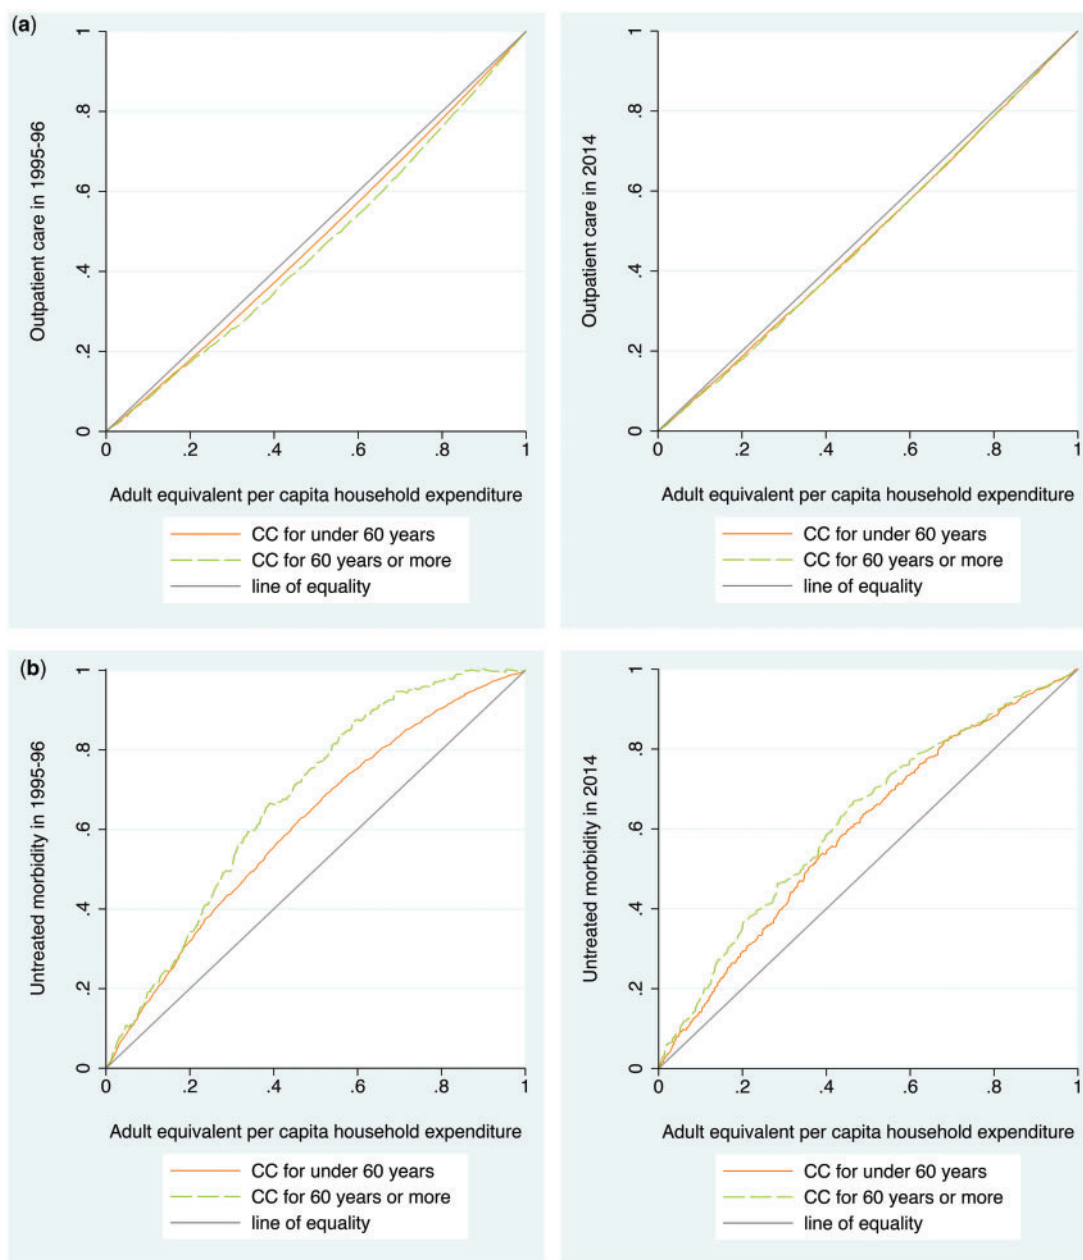 (a)
Outpatient care in 1995-96
1
.8
.6
.4
.2
0
0 .2 .4 .6 .8 1
Adult equivalent per capita household expenditure
CC for under 60 years
CC for 60 years or more
line of equality
Outpatient care in 2014
1
.8
.6
.4
.2
0
0 .2 .4 .6 .8 1
Adult equivalent per capita household expenditure
CC for under 60 years
CC for 60 years or more
line of equality
(b)
Untreated morbidity in 1995-96
1
.8
.6
.4
.2
0
0 .2 .4 .6 .8 1
Adult equivalent per capita household expenditure
CC for under 60 years
CC for 60 years or more
line of equality
Untreated morbidity in 2014
1
.8
.6
.4
.2
0
0 .2 .4 .6 .8 1
Adult equivalent per capita household expenditure
CC for under 60 years
CC for 60 years or more
line of equality